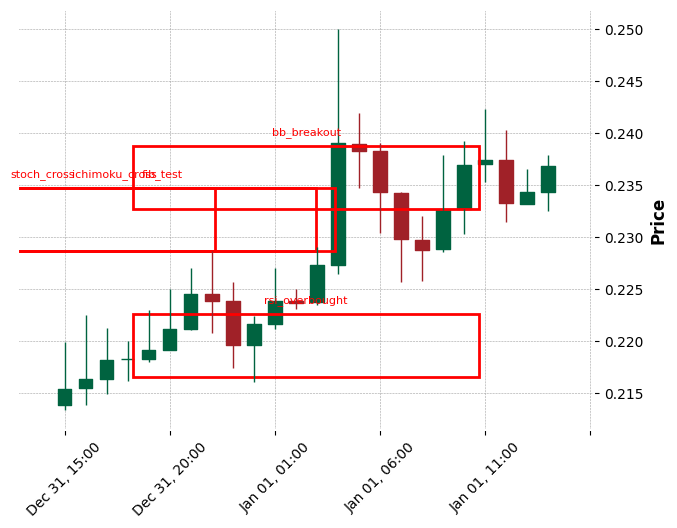 0.250
0.245
bb_breakout
0.240
stoch_cross
ichimoku_cross
fib_test
0.235
Price
0.230
rsi_overbought
0.225
0.220
0.215
Dec 31, 15:00
Dec 31, 20:00
Jan 01, 01:00
Jan 01, 06:00
Jan 01, 11:00